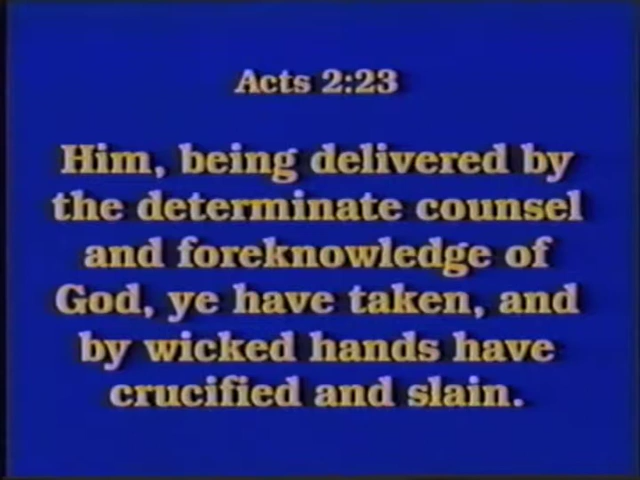 Acts 2:23
Him, being delivered by
the determinate counsel
and foreknowledge of
God, ye have taken, and
by wicked hands have
crucified and slain.